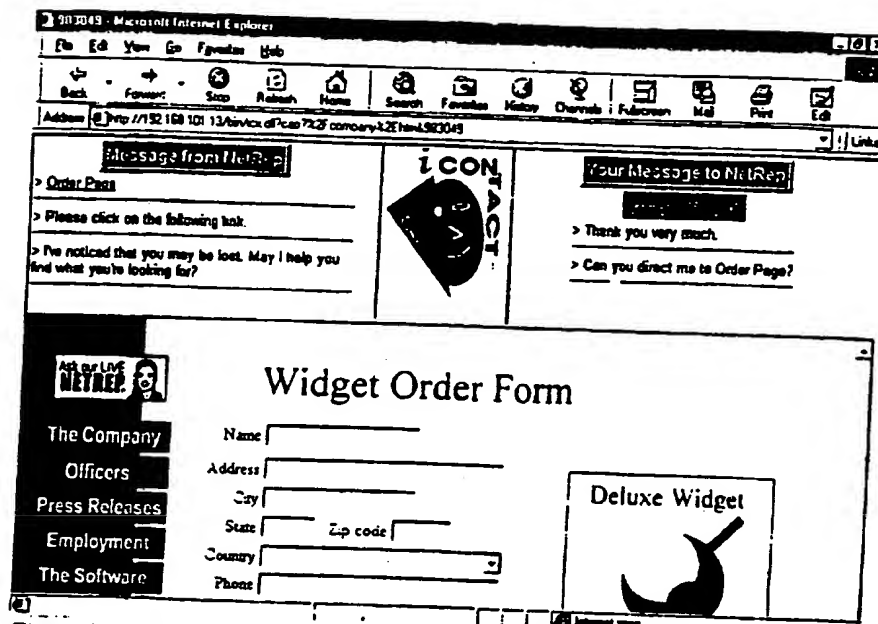 983049 - Microsoft Internet Explorer
File Edit View Go Favorites Help
Back Forward Stop Refresh Home Search Favorites History Channels Fullscreen Mail Print Edit
Address
Links
Message from NetRep
> Order Page
> Please click on the following link.
> I've noticed that you may be lost. May I help you
find what you're looking for?
i CONTACT
Your Message to NetRep
> Thank you very much.
> Can you direct me to Order Page?
Ask our LIVE
NETREP.
The Company
Officers
Press Releases
Employment
The Software
Widget Order Form
Name
Address
City
State Zip code
Country
Phone
Deluxe Widget